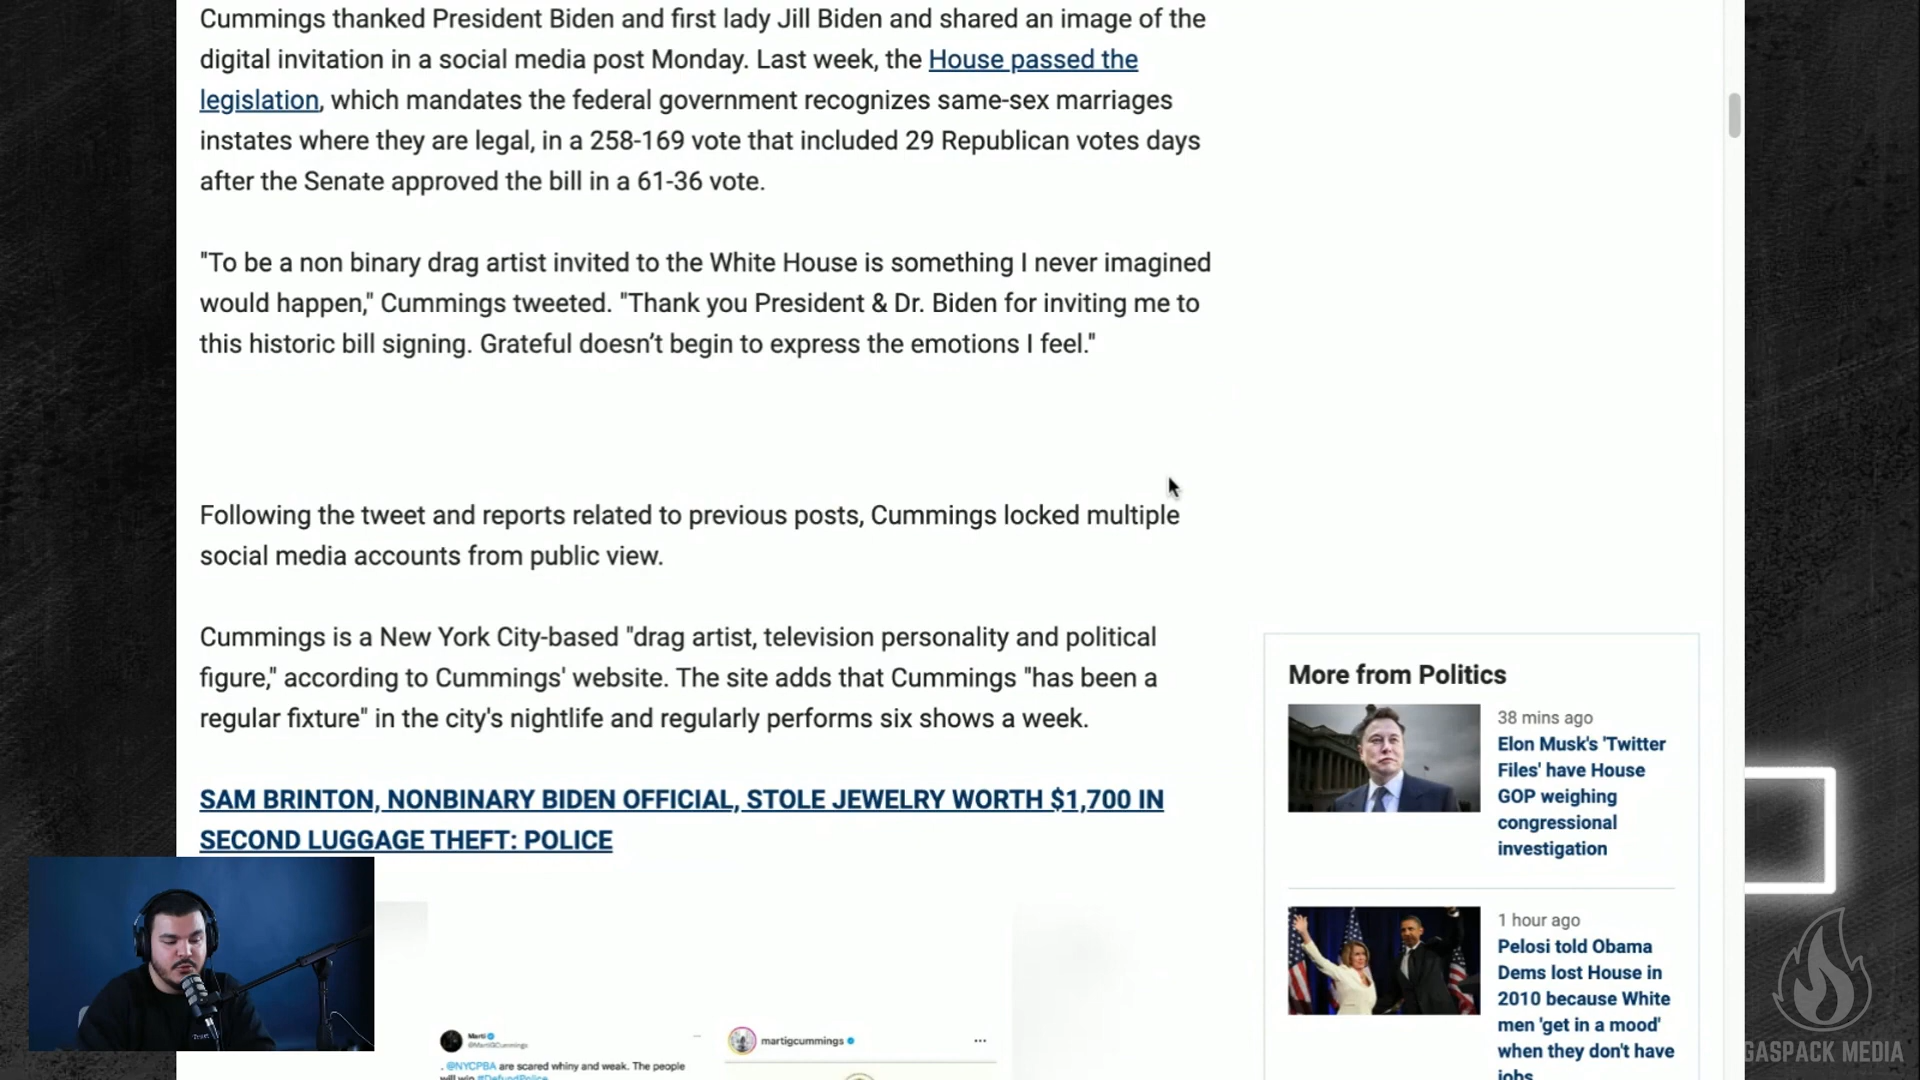 Cummings thanked President Biden and first lady Jill Biden and shared an image of the
digital invitation in a social media post Monday. Last week, the House passed the
legislation, which mandates the federal government recognizes same-sex marriages
instates where they are legal, in a 258-169 vote that included 29 Republican votes days
after the Senate approved the bill in a 61-36 vote.
"To be a non binary drag artist invited to the White House is something I never imagined
would happen," Cummings tweeted. "Thank you President & Dr. Biden for inviting me to
this historic bill signing. Grateful doesn’t begin to express the emotions I feel."
Following the tweet and reports related to previous posts, Cummings locked multiple
social media accounts from public view.
Cummings is a New York City-based "drag artist, television personality and political
figure," according to Cummings' website. The site adds that Cummings "has been a
regular fixture" in the city's nightlife and regularly performs six shows a week.
SAM BRINTON, NONBINARY BIDEN OFFICIAL, STOLE JEWELRY WORTH $1,700 IN
SECOND LUGGAGE THEFT: POLICE
Marti
@MartiGCummings
. @NYCPBA are scared whiny and weak. The people
will win #DefundPolice
martigcummings
More from Politics
38 mins ago
Elon Musk's 'Twitter
Files' have House
GOP weighing
congressional
investigation
1 hour ago
Pelosi told Obama
Dems lost House in
2010 because White
men 'get in a mood'
when they don't have
jobs
GASPACK MEDIA